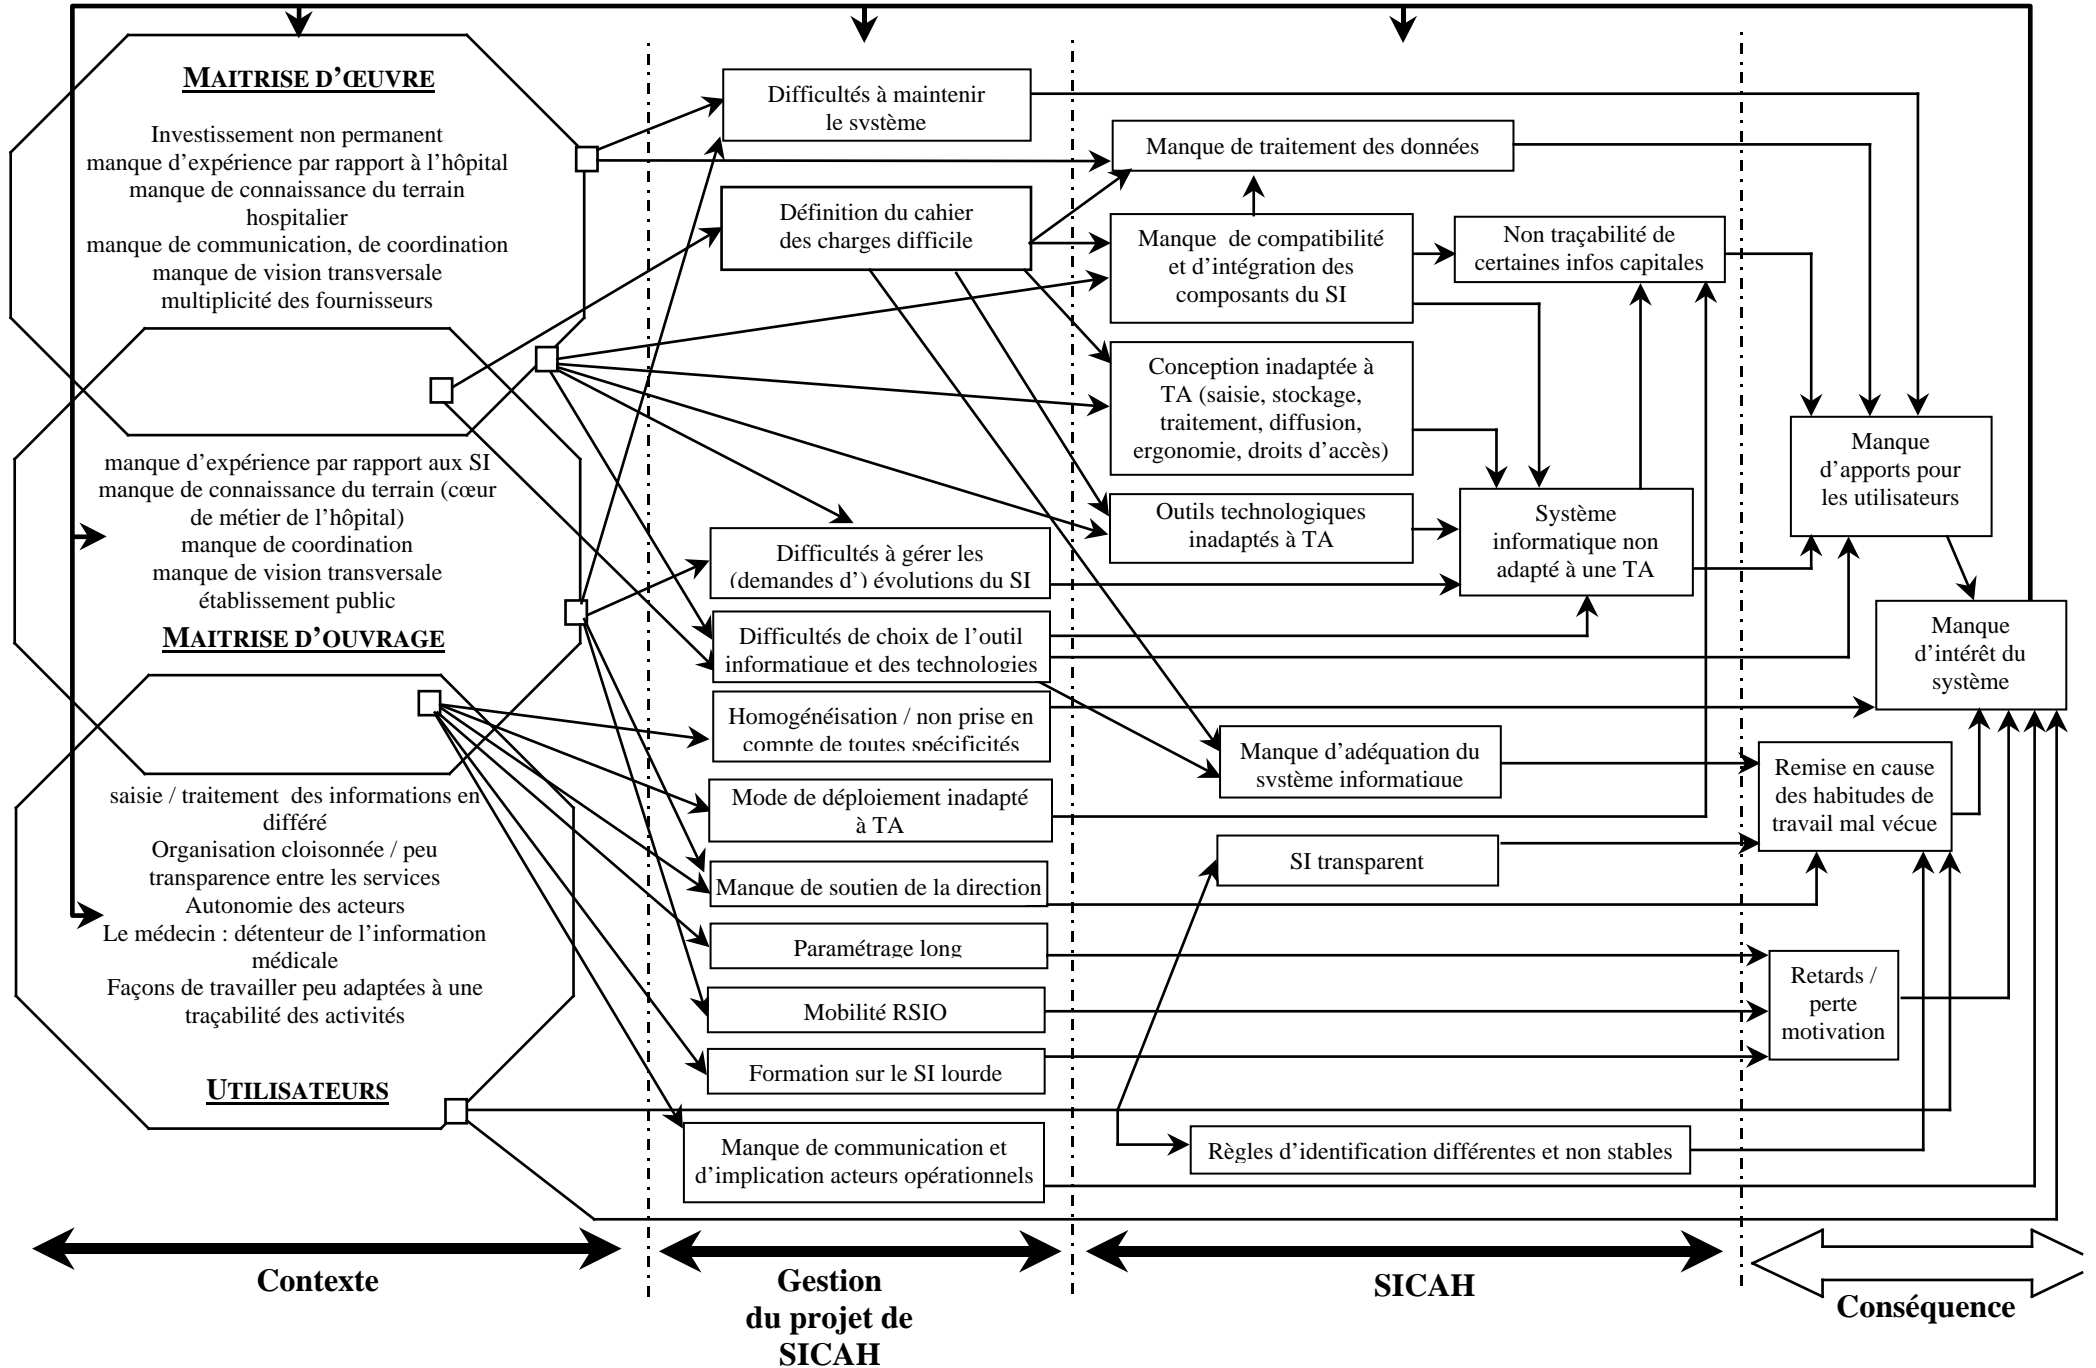 MAITRISE D'ŒUVRE
Investissement non permanent
manque d'expérience par rapport à l'hôpital
manque de connaissance du terrain
hospitalier
manque de communication, de coordination
manque de vision transversale
multiplicité des fournisseurs
manque d'expérience par rapport aux SI
manque de connaissance du terrain (cœur
de métier de l'hôpital)
manque de coordination
manque de vision transversale
établissement public
MAITRISE D'OUVRAGE
saisie / traitement des informations en
différé
Organisation cloisonnée / peu
transparence entre les services
Autonomie des acteurs
Le médecin : détenteur de l'information
médicale
Façons de travailler peu adaptées à une
traçabilité des activités
UTILISATEURS
Difficultés à maintenir
le système
Définition du cahier
des charges difficile
Difficultés à gérer les
(demandes d') évolutions du SI
Difficultés de choix de l'outil
informatique et des technologies
Homogénéisation / non prise en
compte de toutes spécificités
Mode de déploiement inadapté
à TA
Manque de soutien de la direction
Paramétrage long
Mobilité RSIO
Formation sur le SI lourde
Manque de communication et
d'implication acteurs opérationnels
Manque de traitement des données
Manque de compatibilité
et d'intégration des
composants du SI
Non traçabilité de
certaines infos capitales
Conception inadaptée à
TA (saisie, stockage,
traitement, diffusion,
ergonomie, droits d'accès)
Outils technologiques
inadaptés à TA
Système
informatique non
adapté à une TA
Manque d'adéquation du
système informatique
SI transparent
Règles d'identification différentes et non stables
Manque
d'apports pour
les utilisateurs
Manque
d'intérêt du
système
Remise en cause
des habitudes de
travail mal vécue
Retards /
perte
motivation
Contexte
Gestion
du projet de
SICAH
SICAH
Conséquence